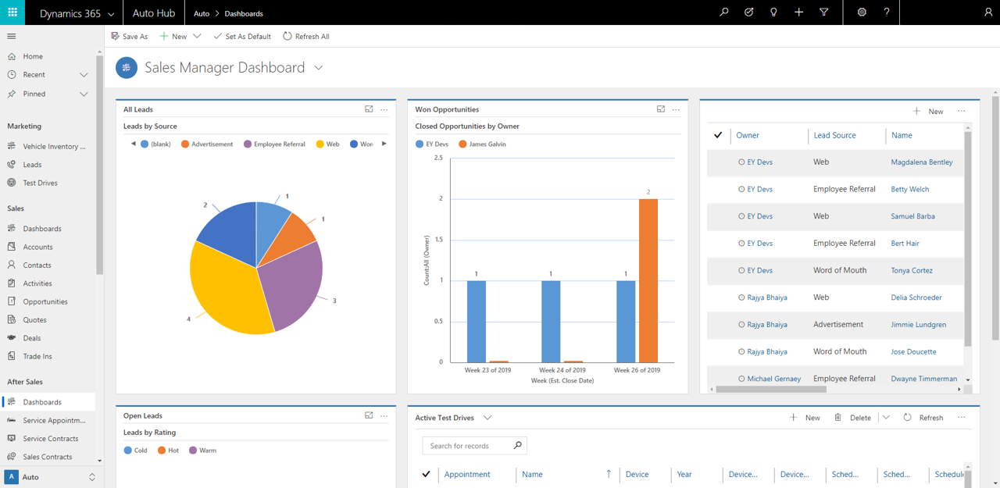 Dynamics 365
Auto Hub
Auto > Dashboards
Save As
New
Set As Default
Refresh All
Sales Manager Dashboard
Home
Recent
Pinned
Marketing
Vehicle Inventory ...
Leads
Test Drives
Sales
Dashboards
Accounts
Contacts
Activities
Opportunities
Quotes
Deals
Trade Ins
After Sales
Dashboards
Service Appointm...
Service Contracts
Sales Contracts
A Auto
All Leads
Leads by Source
(blank) Advertisement Employee Referral Web Wor
1
1
2
3
4
Won Opportunities
Closed Opportunities by Owner
EY Devs James Galvin
2.5
2
1.5
1
0.5
0
Count:All (Owner)
1
1
1
2
Week 23 of 2019 Week 24 of 2019 Week 26 of 2019
Week (Est. Close Date)
New
Owner Lead Source Name
EY Devs Web Magdalena Bentley
EY Devs Employee Referral Betty Welch
EY Devs Web Samuel Barba
EY Devs Employee Referral Bert Hair
EY Devs Word of Mouth Tonya Cortez
Rajya Bhaiya Web Delia Schroeder
Rajya Bhaiya Advertisement Jimmie Lundgren
Rajya Bhaiya Word of Mouth Jose Doucette
Michael Gernaey Employee Referral Dwayne Timmerman
Open Leads
Leads by Rating
Cold Hot Warm
Active Test Drives
New Delete Refresh
Search for records
Appointment Name Device Year Device... Device... Sched... Sched... Schedul